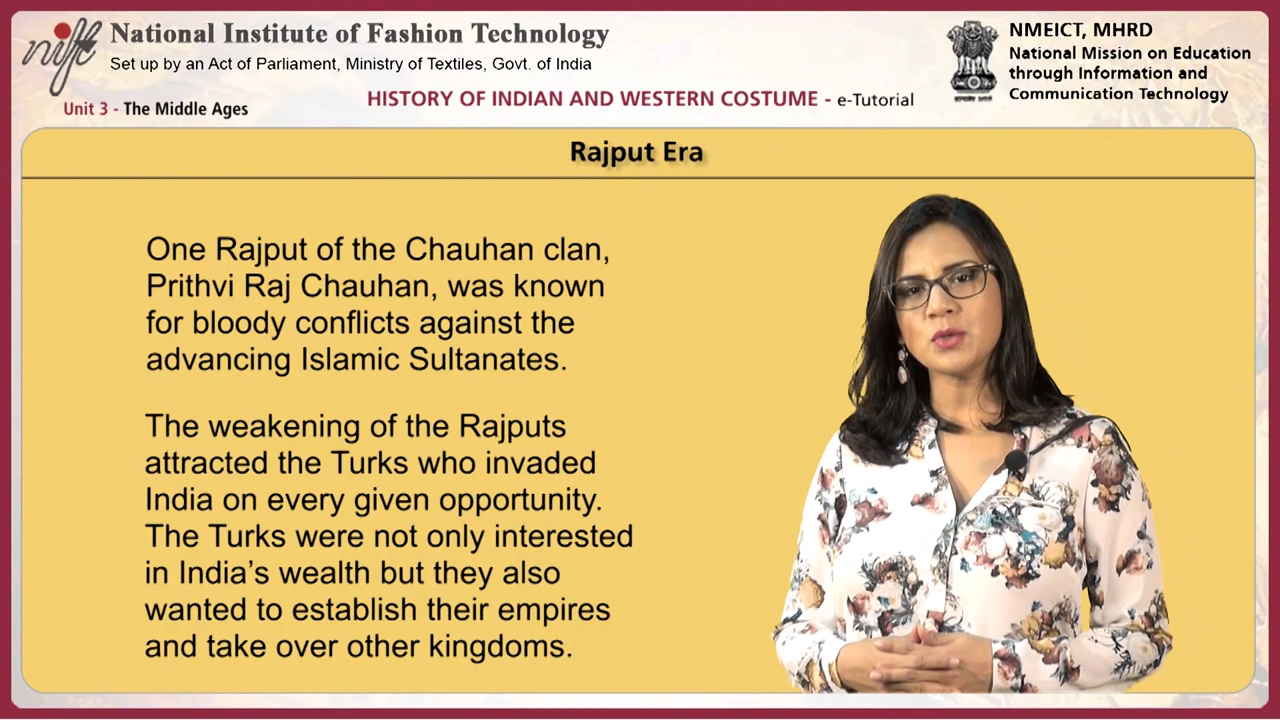 nift
National Institute of Fashion Technology
Set up by an Act of Parliament, Ministry of Textiles, Govt. of India
NMEICT, MHRD
National Mission on Education
through Information and
Communication Technology
Unit 3 - The Middle Ages
HISTORY OF INDIAN AND WESTERN COSTUME - e-Tutorial
Rajput Era
One Rajput of the Chauhan clan,
Prithvi Raj Chauhan, was known
for bloody conflicts against the
advancing Islamic Sultanates.
The weakening of the Rajputs
attracted the Turks who invaded
India on every given opportunity.
The Turks were not only interested
in India’s wealth but they also
wanted to establish their empires
and take over other kingdoms.